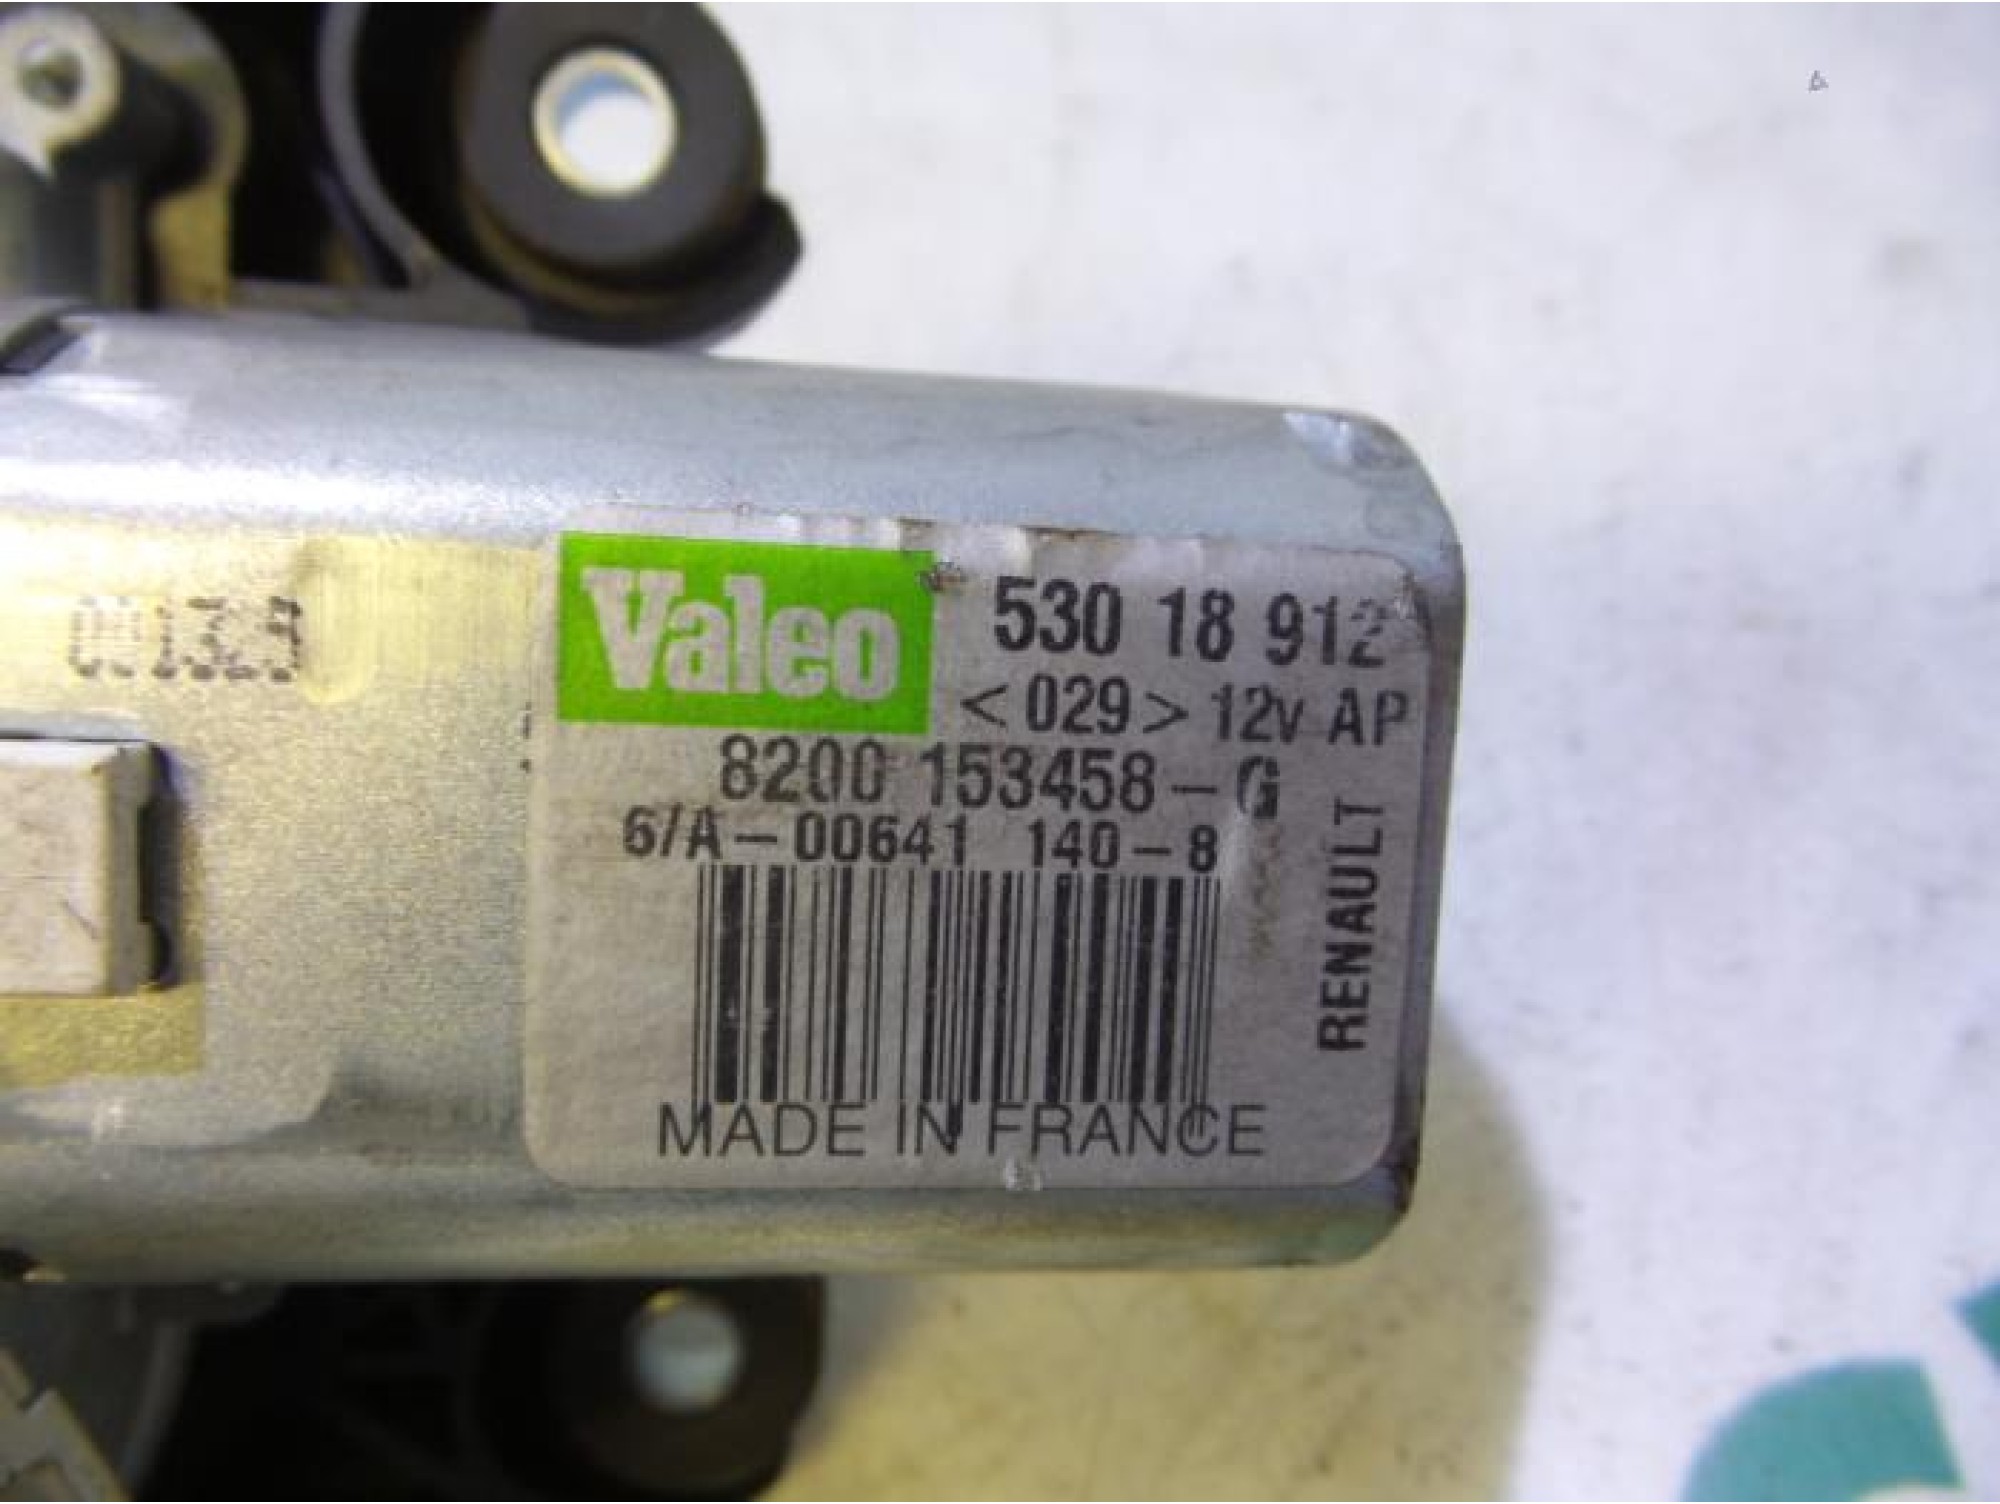 Valeo
530 18 912
<029> 12v AP
8200 153458-G
6/A-00641 140-8
RENAULT
MADE IN FRANCE